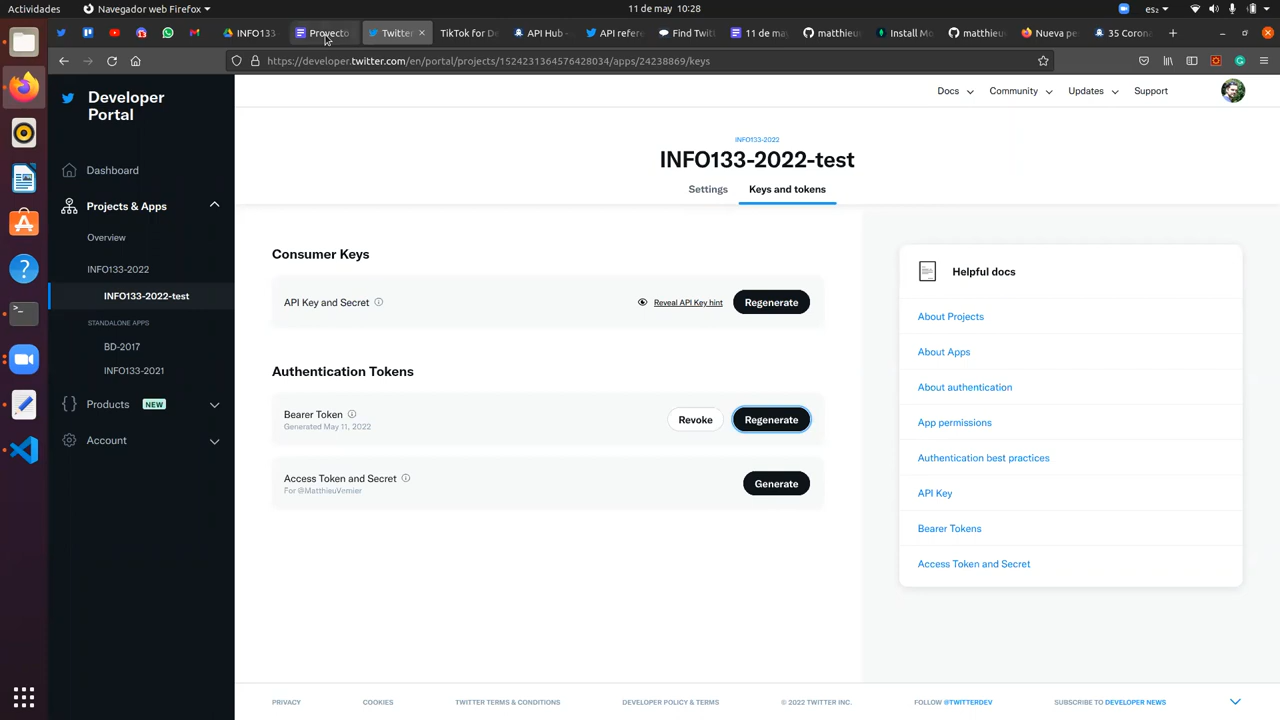 Actividades
Navegador web Firefox
11 de may 10:28
es₂
INFO133
Proyecto
Twitter
TikTok for De
API Hub -
API refere
Find Twit
11 de may
matthieu
Install Mo
matthieu
Nueva pe
35 Corona
https://developer.twitter.com/en/portal/projects/1524231364576428034/apps/24238869/keys
Developer
Portal
Docs
Community
Updates
Support
INFO133-2022
INFO133-2022-test
Settings
Keys and tokens
Dashboard
Projects & Apps
Overview
INFO133-2022
INFO133-2022-test
STANDALONE APPS
BD-2017
INFO133-2021
Products NEW
Account
Consumer Keys
API Key and Secret
Reveal API Key hint
Regenerate
Authentication Tokens
Bearer Token
Generated May 11, 2022
Revoke
Regenerate
Access Token and Secret
For @MatthieuVernier
Generate
Helpful docs
About Projects
About Apps
About authentication
App permissions
Authentication best practices
API Key
Bearer Tokens
Access Token and Secret
PRIVACY
COOKIES
TWITTER TERMS & CONDITIONS
DEVELOPER POLICY & TERMS
© 2022 TWITTER INC.
FOLLOW @TWITTERDEV
SUBSCRIBE TO DEVELOPER NEWS